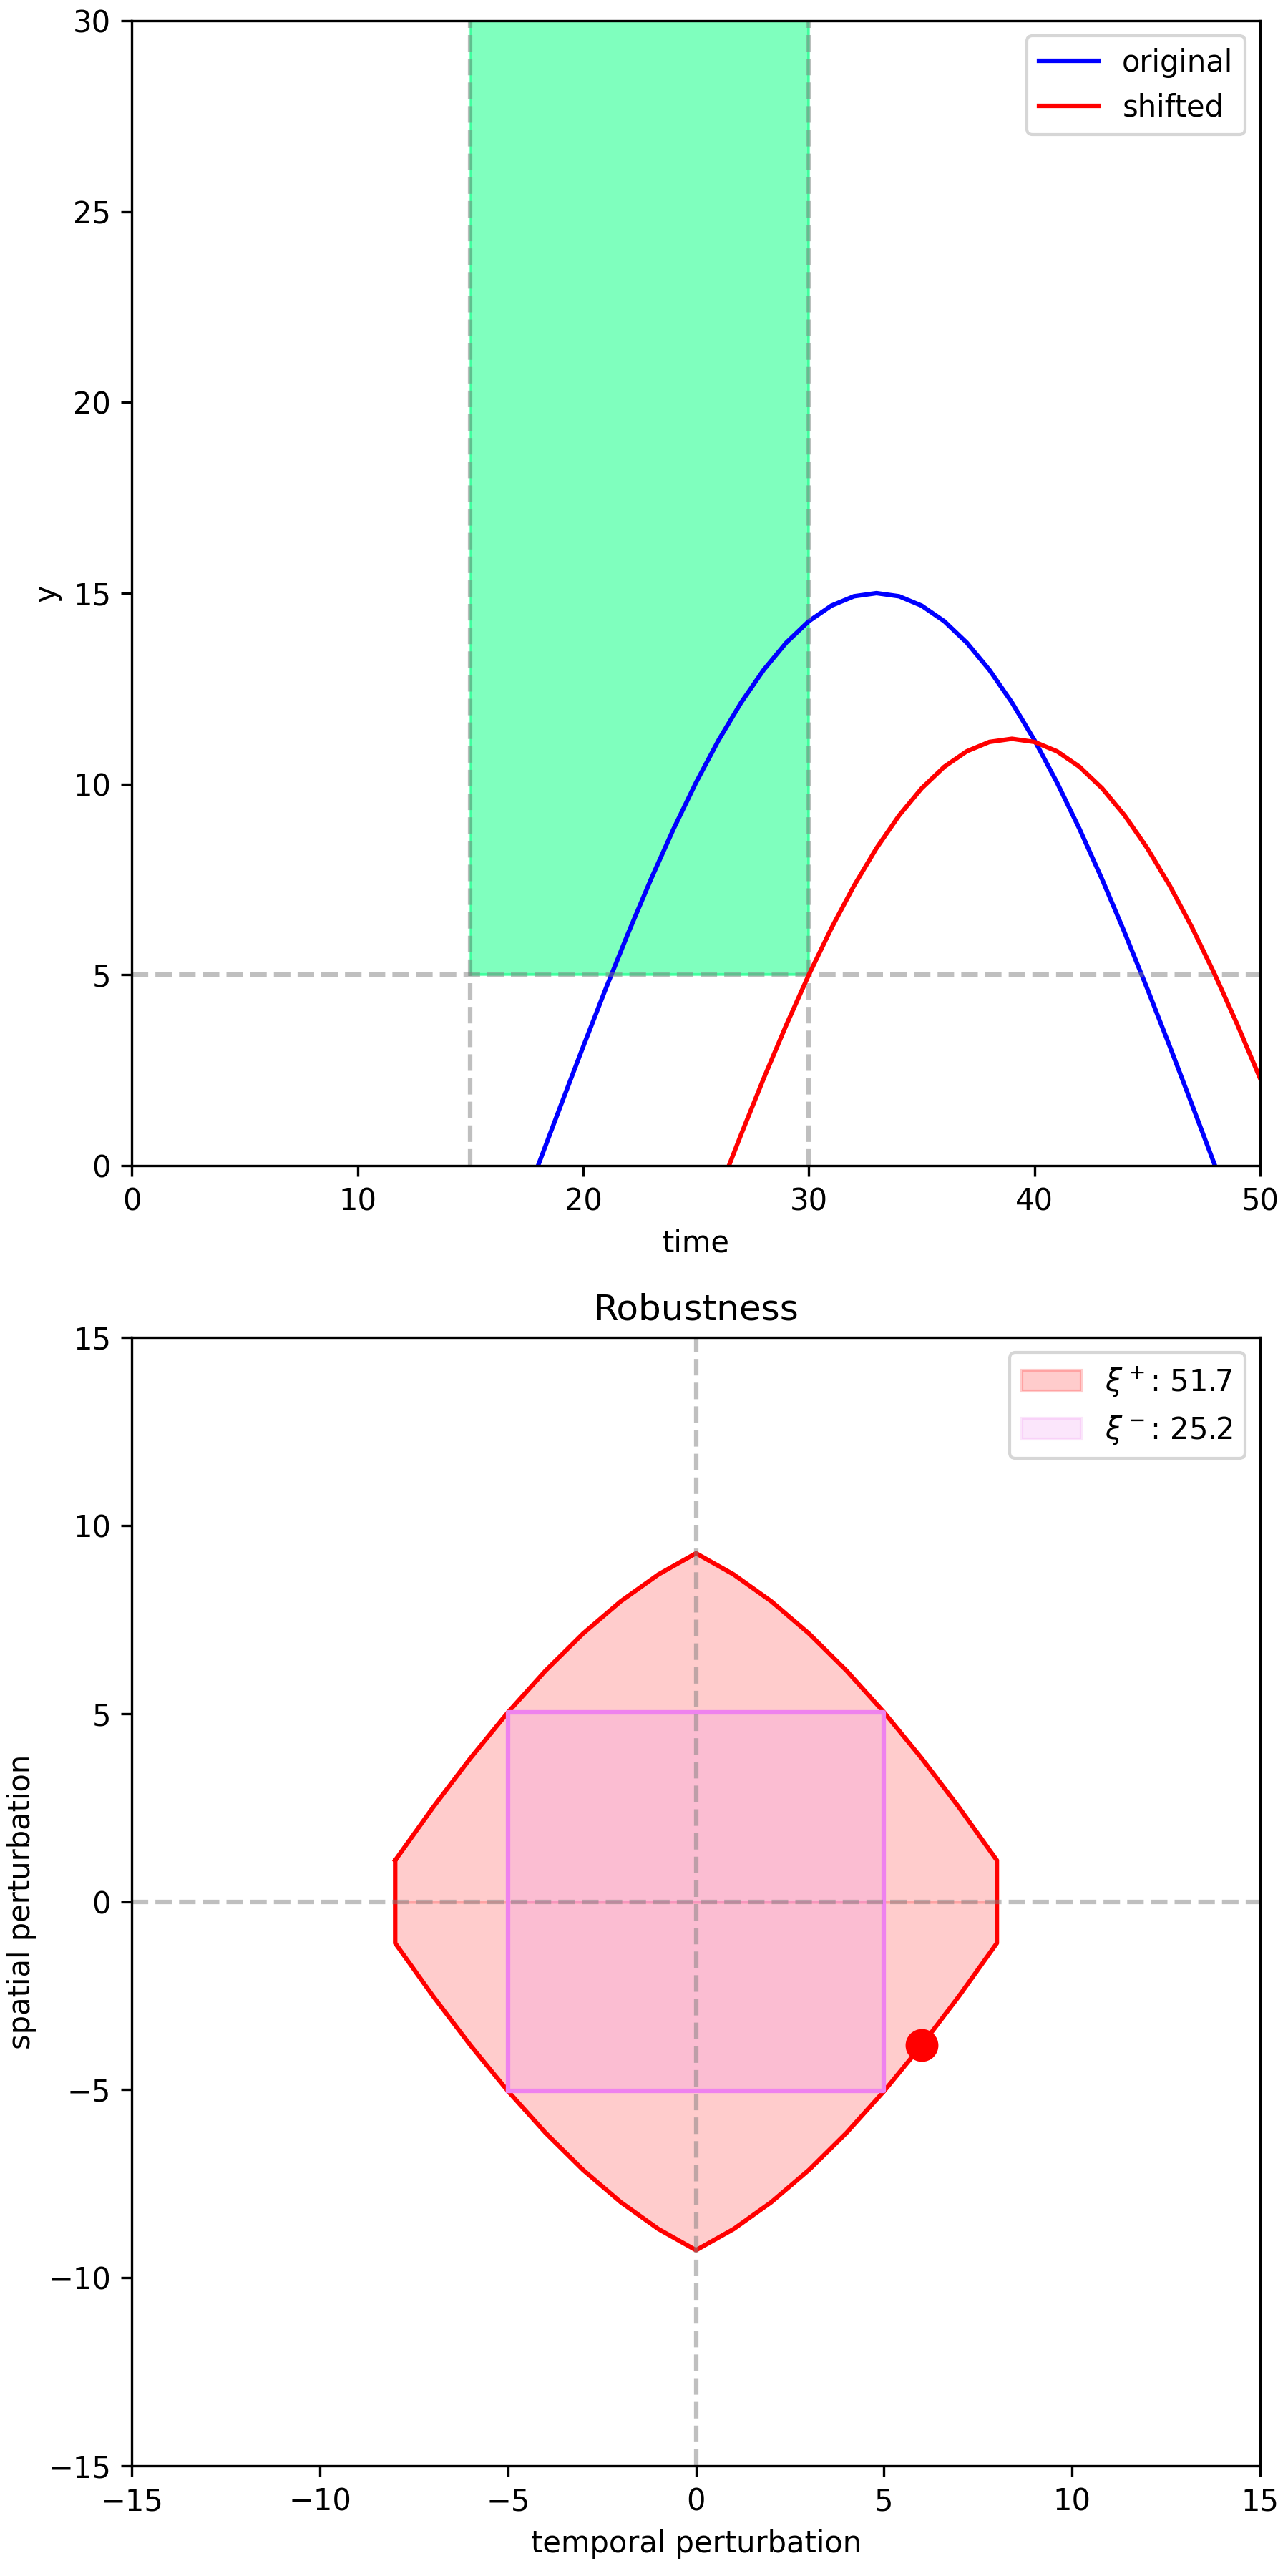 30
25
20
15
10
5
0
y
original
shifted
0 10 20 30 40 50
time
Robustness
15
10
5
0
−5
−10
−15
spatial perturbation
ξ⁺: 51.7
ξ⁻: 25.2
−15 −10 −5 0 5 10 15
temporal perturbation